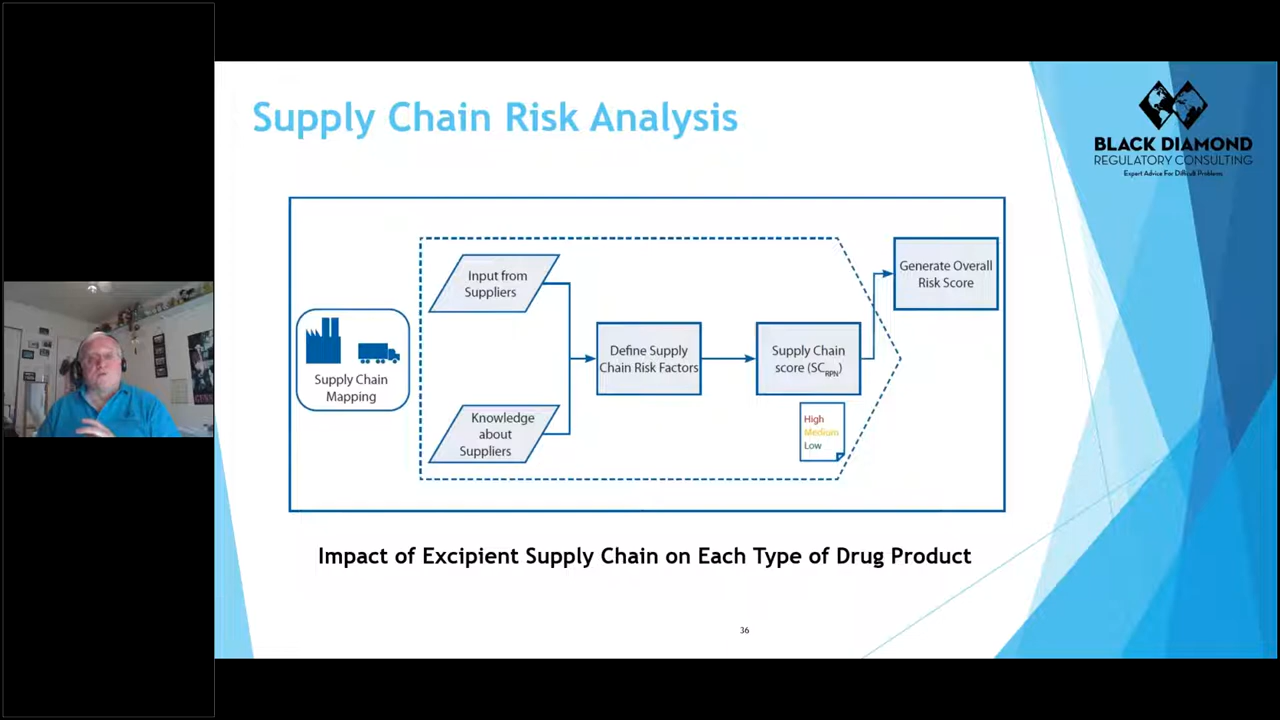 Supply Chain Risk Analysis
BLACK DIAMOND
REGULATORY CONSULTING
Expert Advice For Difficult Problems
Supply Chain
Mapping
Input from
Suppliers
Knowledge
about
Suppliers
Define Supply
Chain Risk Factors
Supply Chain
score (SCRPN)
High
Medium
Low
Generate Overall
Risk Score
Impact of Excipient Supply Chain on Each Type of Drug Product
36